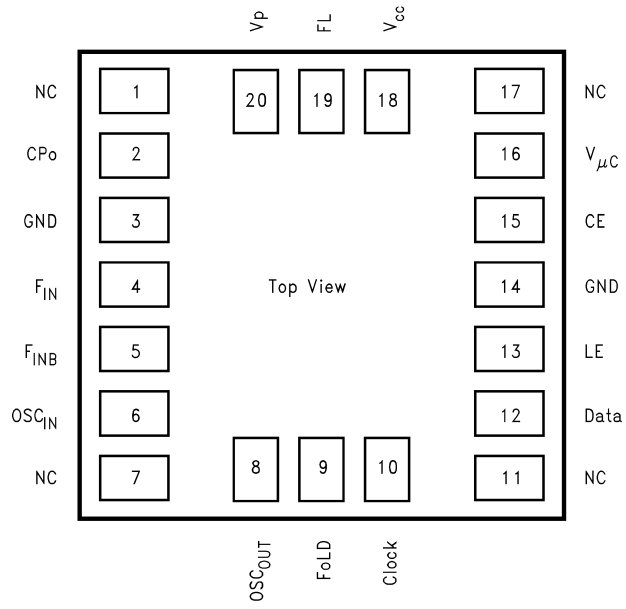 Vp FL Vcc
NC 1 20 19 18 17 NC
CPo 2 16 VμC
GND 3 15 CE
FIN 4 Top View 14 GND
FINB 5 13 LE
OSCIN 6 12 Data
NC 7 8 9 10 11 NC
OSCOUT FoLD Clock